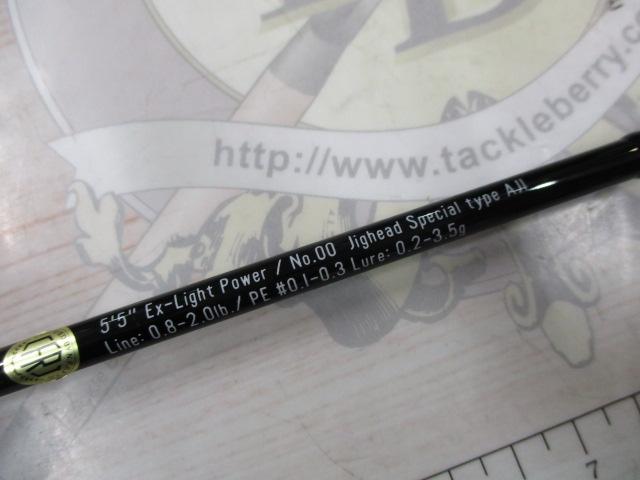 http://www.tackleberry.co
5'5" Ex-Light Power / No.00 Jighead Special type AJI
Line: 0.8-2.0lb./ PE #0.1-0.3 Lure: 0.2-3.5g
7